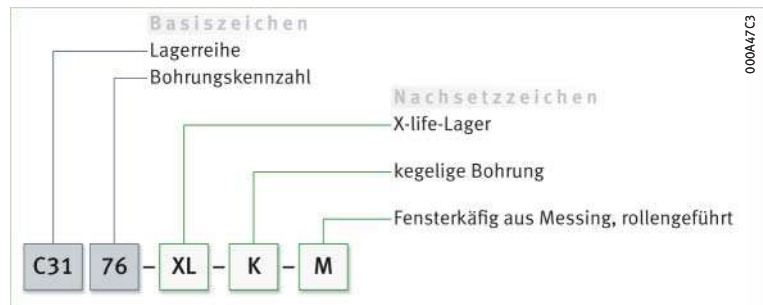 Basiszeichen
Lagerreihe
Bohrungskennzahl
Nachsetzzeichen
X-life-Lager
kegelige Bohrung
Fensterkäfig aus Messing, rollengeführt
C31 76 – XL – K – M
000A47C3